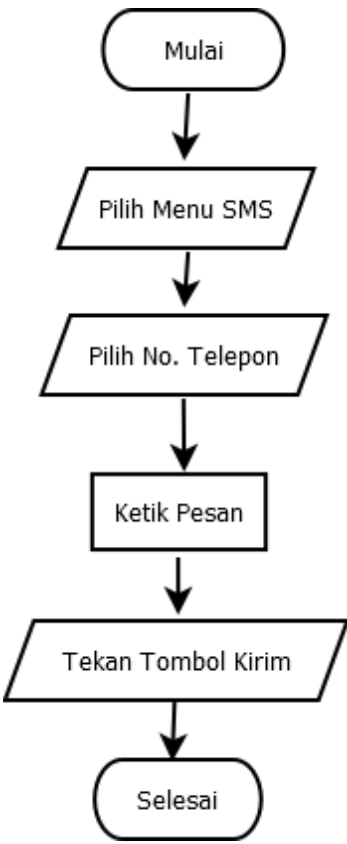 Mulai
Pilih Menu SMS
Pilih No. Telepon
Ketik Pesan
Tekan Tombol Kirim
Selesai